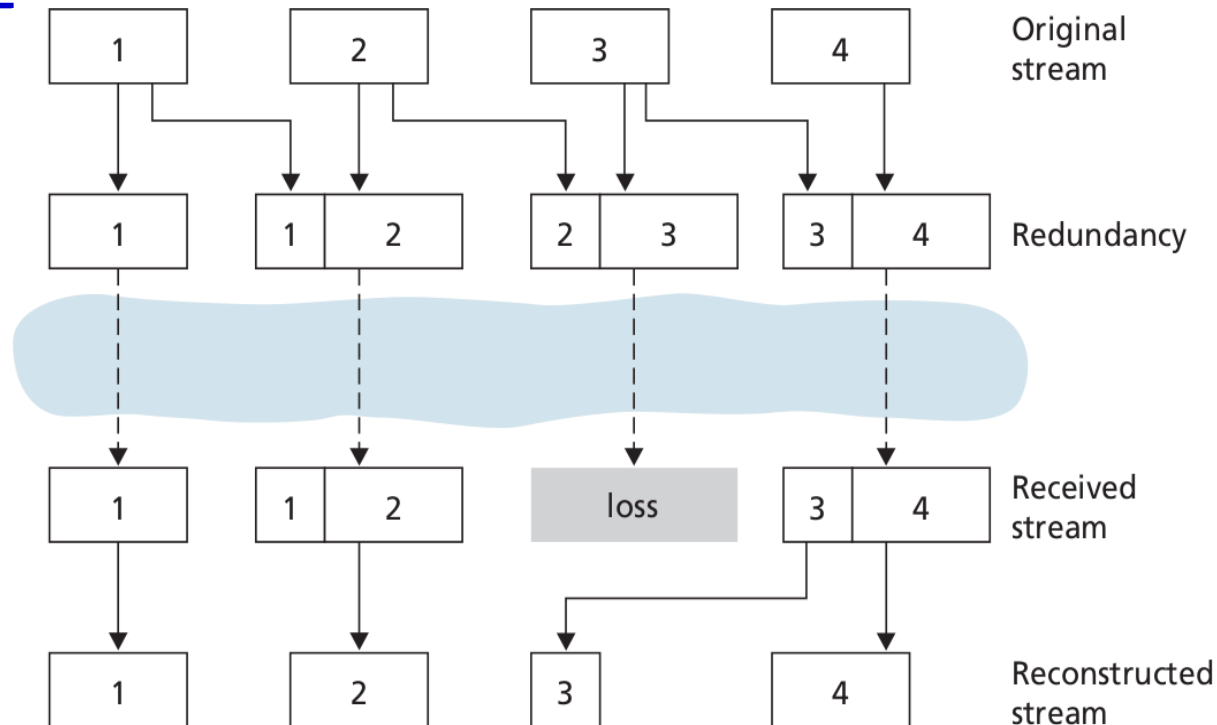 1 2 3 4 Original
stream
1 1 2 2 3 3 4 Redundancy
1 1 2 loss 3 4 Received
stream
1 2 3 4 Reconstructed
stream